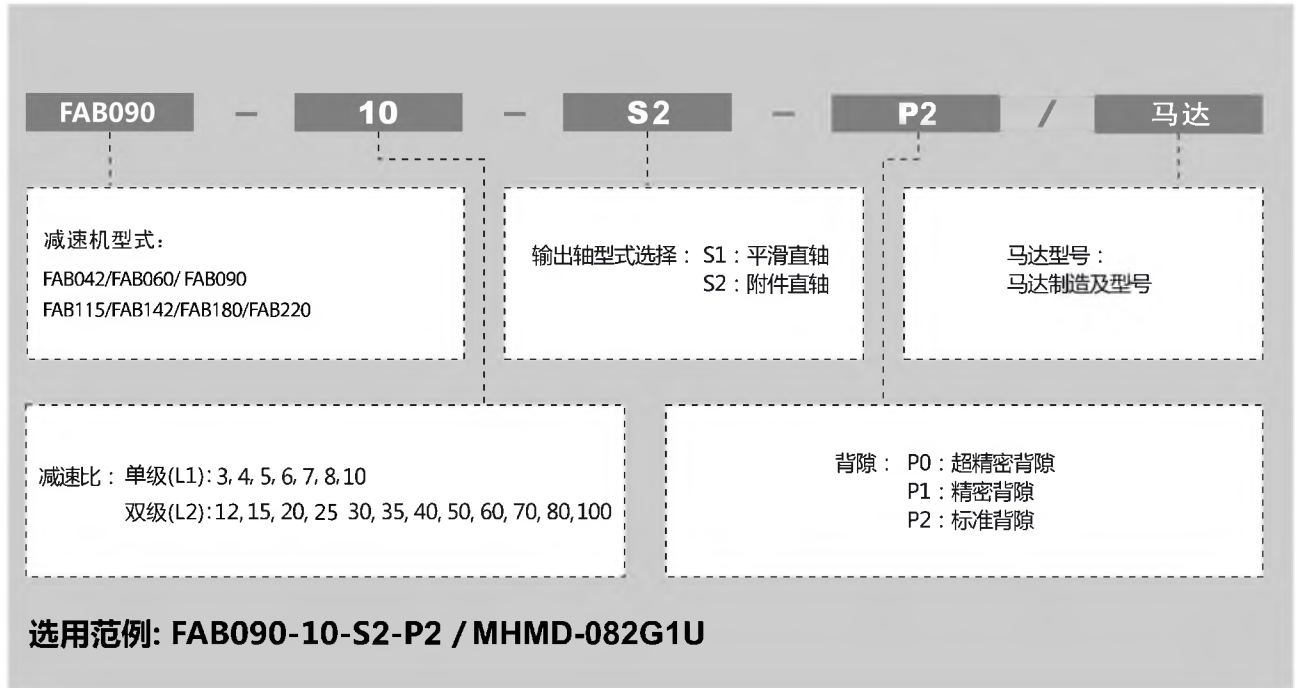 FAB090 - 10 - S2 - P2 / 马达
减速机型式：
FAB042/FAB060/ FAB090
FAB115/FAB142/FAB180/FAB220
输出轴型式选择：S1：平滑直轴
S2：附件直轴
马达型号：
马达制造及型号
减速比：单级(L1)：3, 4, 5, 6, 7, 8, 10
双级(L2)：12, 15, 20, 25 30, 35, 40, 50, 60, 70, 80, 100
背隙：P0：超精密背隙
P1：精密背隙
P2：标准背隙
选用范例: FAB090-10-S2-P2 / MHMD-082G1U